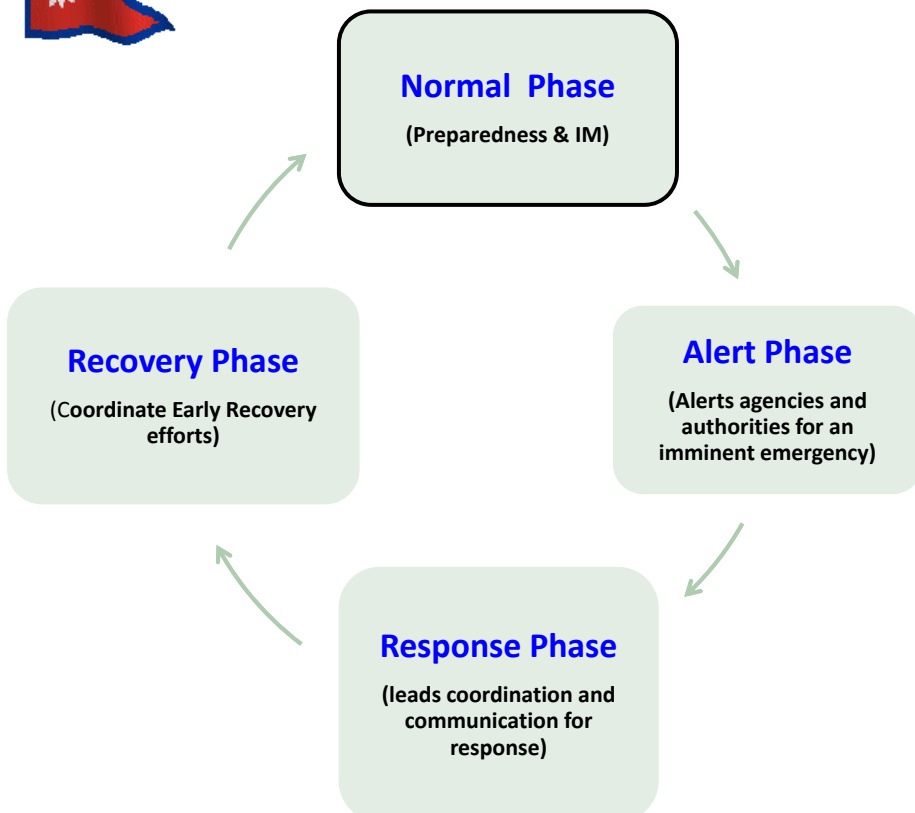 Normal Phase
(Preparedness & IM)
Alert Phase
(Alerts agencies and
authorities for an
imminent emergency)
Response Phase
(leads coordination and
communication for
response)
Recovery Phase
(Coordinate Early Recovery
efforts)